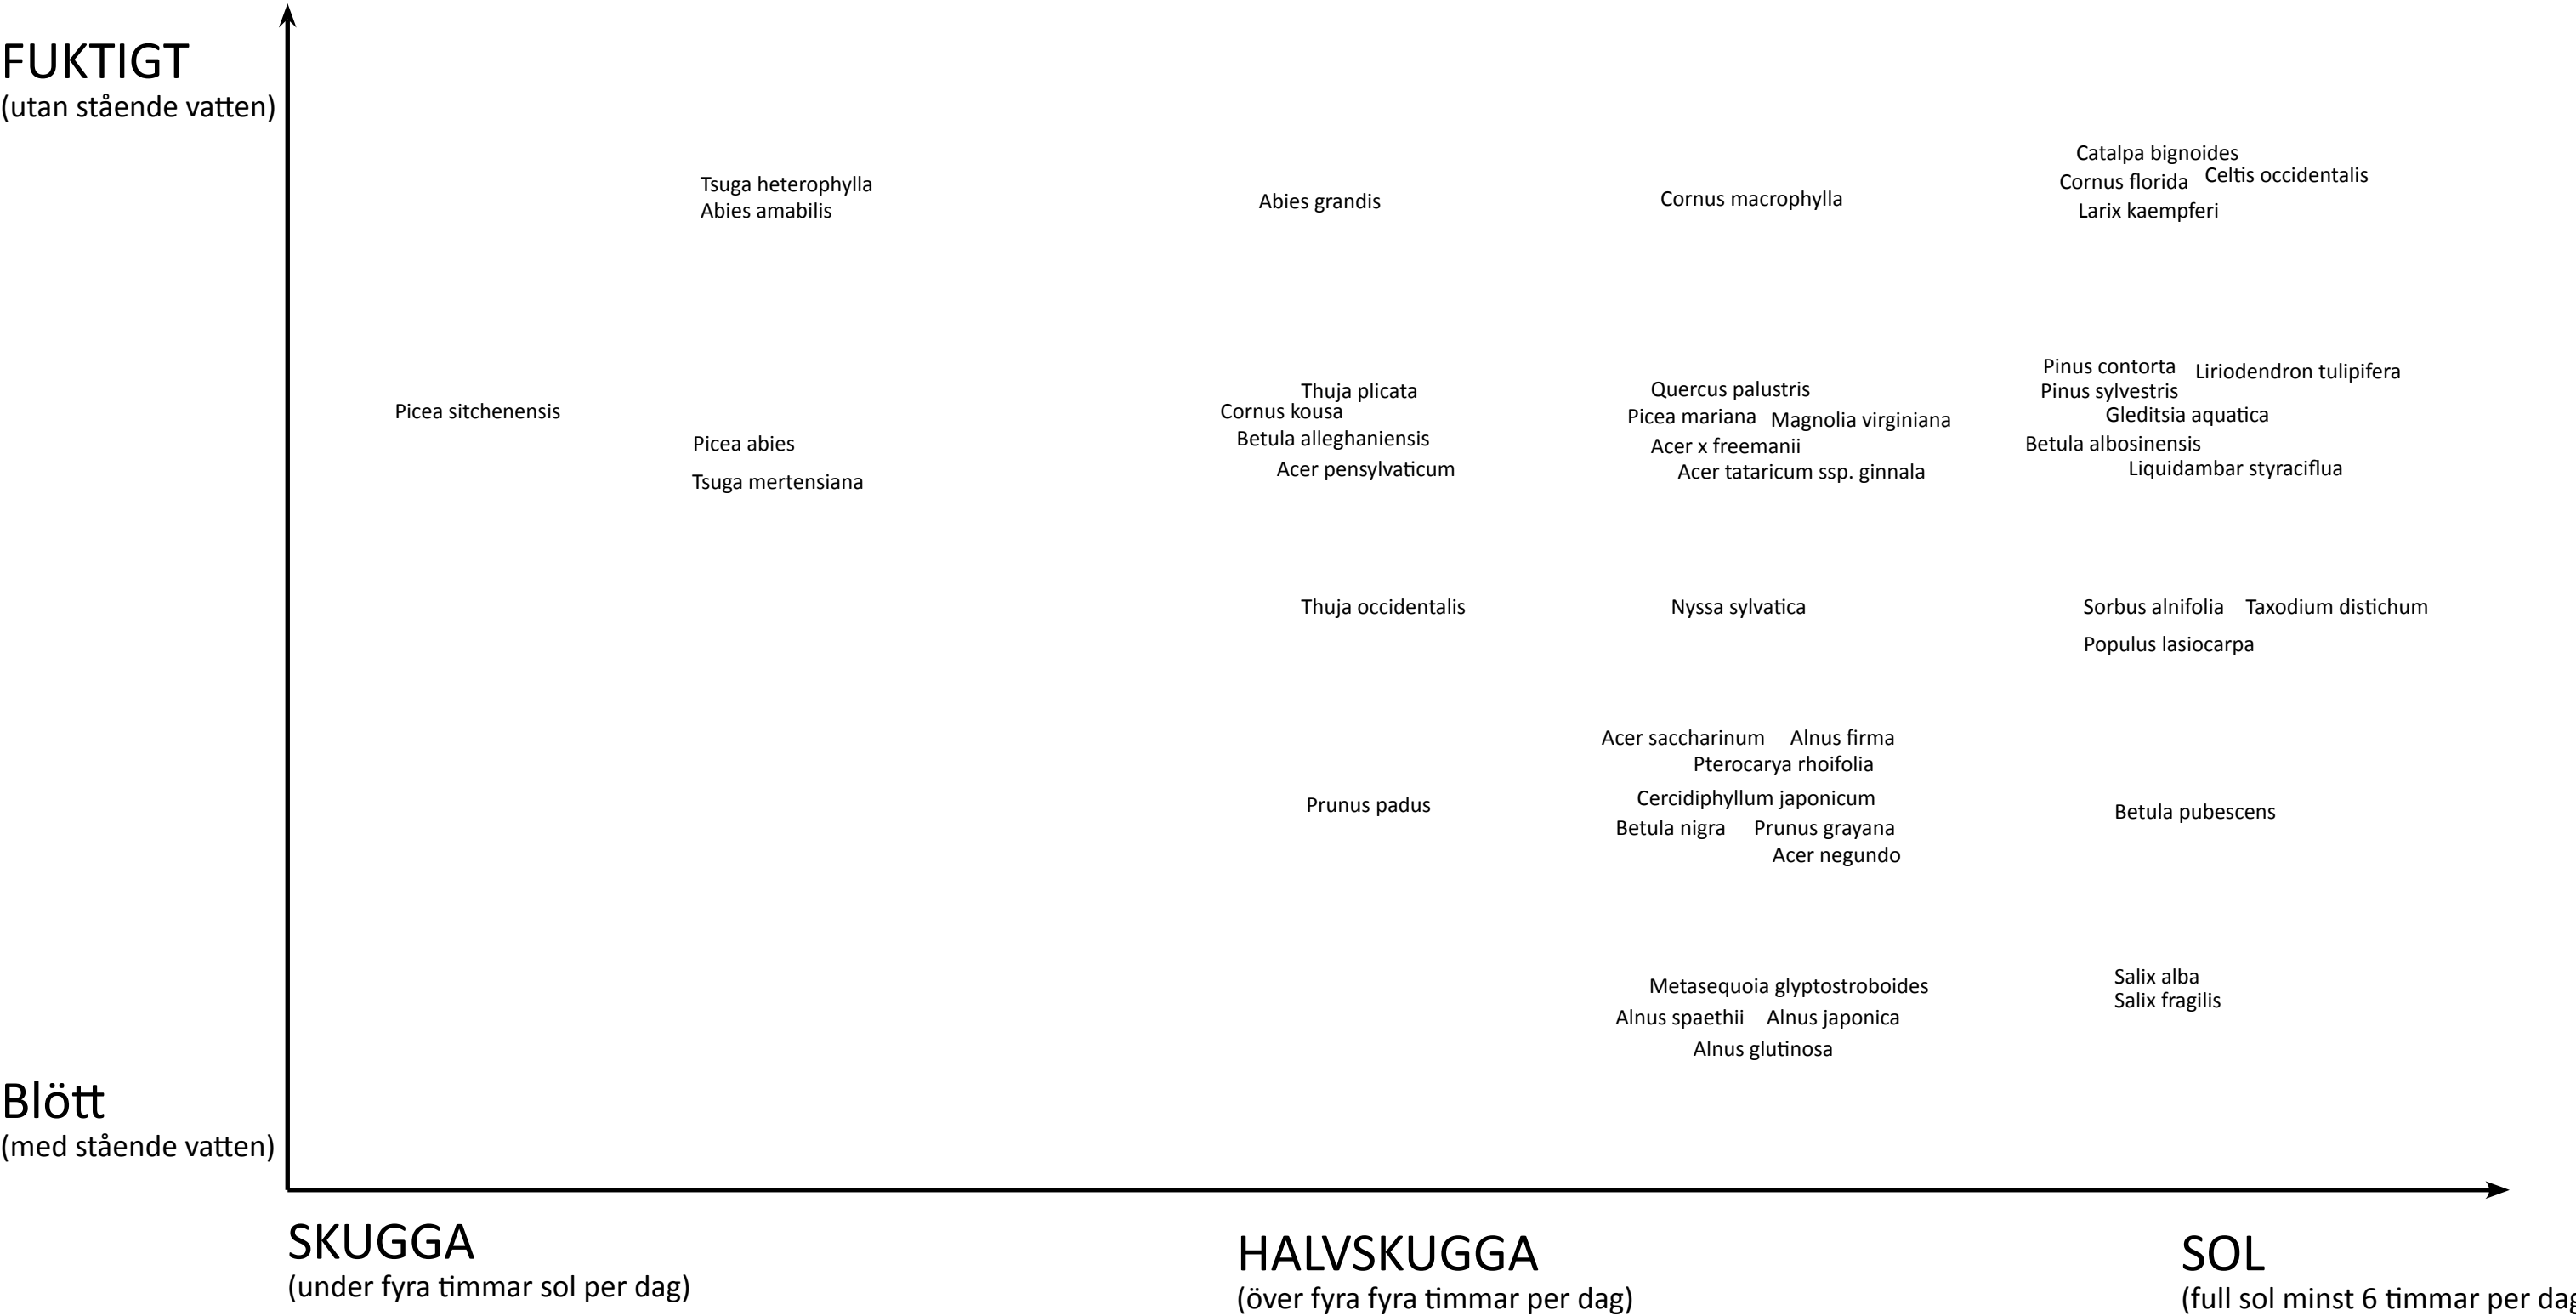 FUKTIGT
(utan stående vatten)
Catalpa bignoides
Celtis occidentalis
Tsuga heterophylla
Cornus florida
Abies grandis
Cornus macrophylla
Abies amabilis
Larix kaempferi
Pinus contorta
Liriodendron tulipifera
Thuja plicata
Quercus palustris
Pinus sylvestris
Picea sitchenensis
Cornus kousa
Picea mariana
Magnolia virginiana
Gleditsia aquatica
Picea abies
Betula alleghaniensis
Acer x freemanii
Betula albosinensis
Tsuga mertensiana
Acer pensylvaticum
Acer tataricum ssp. ginnala
Liquidambar styraciflua
Thuja occidentalis
Nyssa sylvatica
Sorbus alnifolia
Taxodium distichum
Populus lasiocarpa
Acer saccharinum
Alnus firma
Pterocarya rhoifolia
Prunus padus
Cercidiphyllum japonicum
Betula pubescens
Betula nigra
Prunus grayana
Acer negundo
Metasequoia glyptostroboides
Salix alba
Salix fragilis
Alnus spaethii
Alnus japonica
Alnus glutinosa
Blött
(med stående vatten)
SKUGGA
(under fyra timmar sol per dag)
HALVSKUGGA
(över fyra fyra timmar per dag)
SOL
(full sol minst 6 timmar per dag